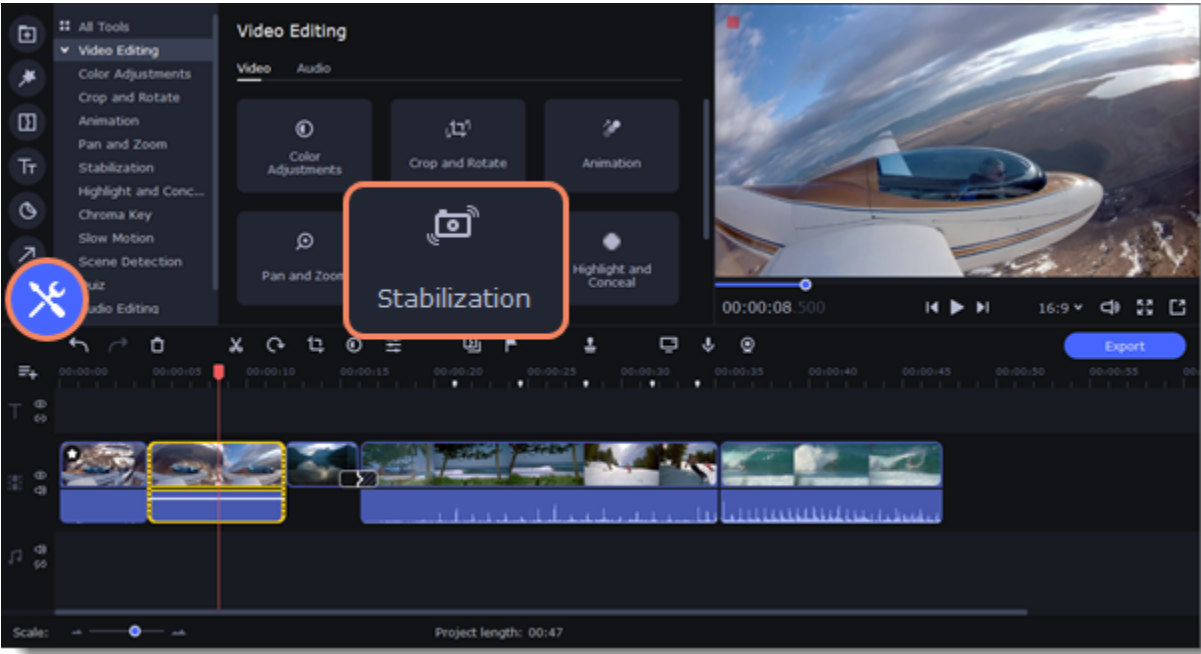 All Tools
Video Editing
Color Adjustments
Crop and Rotate
Animation
Pan and Zoom
Stabilization
Highlight and Conc...
Chroma Key
Slow Motion
Scene Detection
uiz
udio Editing
Video Editing
Video Audio
Color
Adjustments
Crop and Rotate
Animation
Pan and Zoom
Stabilization
Highlight and
Conceal
00:00:08.500
16:9
Export
00:00:00 00:00:05 00:00:10 00:00:15 00:00:20 00:00:25 00:00:30 00:00:35 00:00:40 00:00:45 00:00:50 00:00:55 00
Scale:
Project length: 00:47